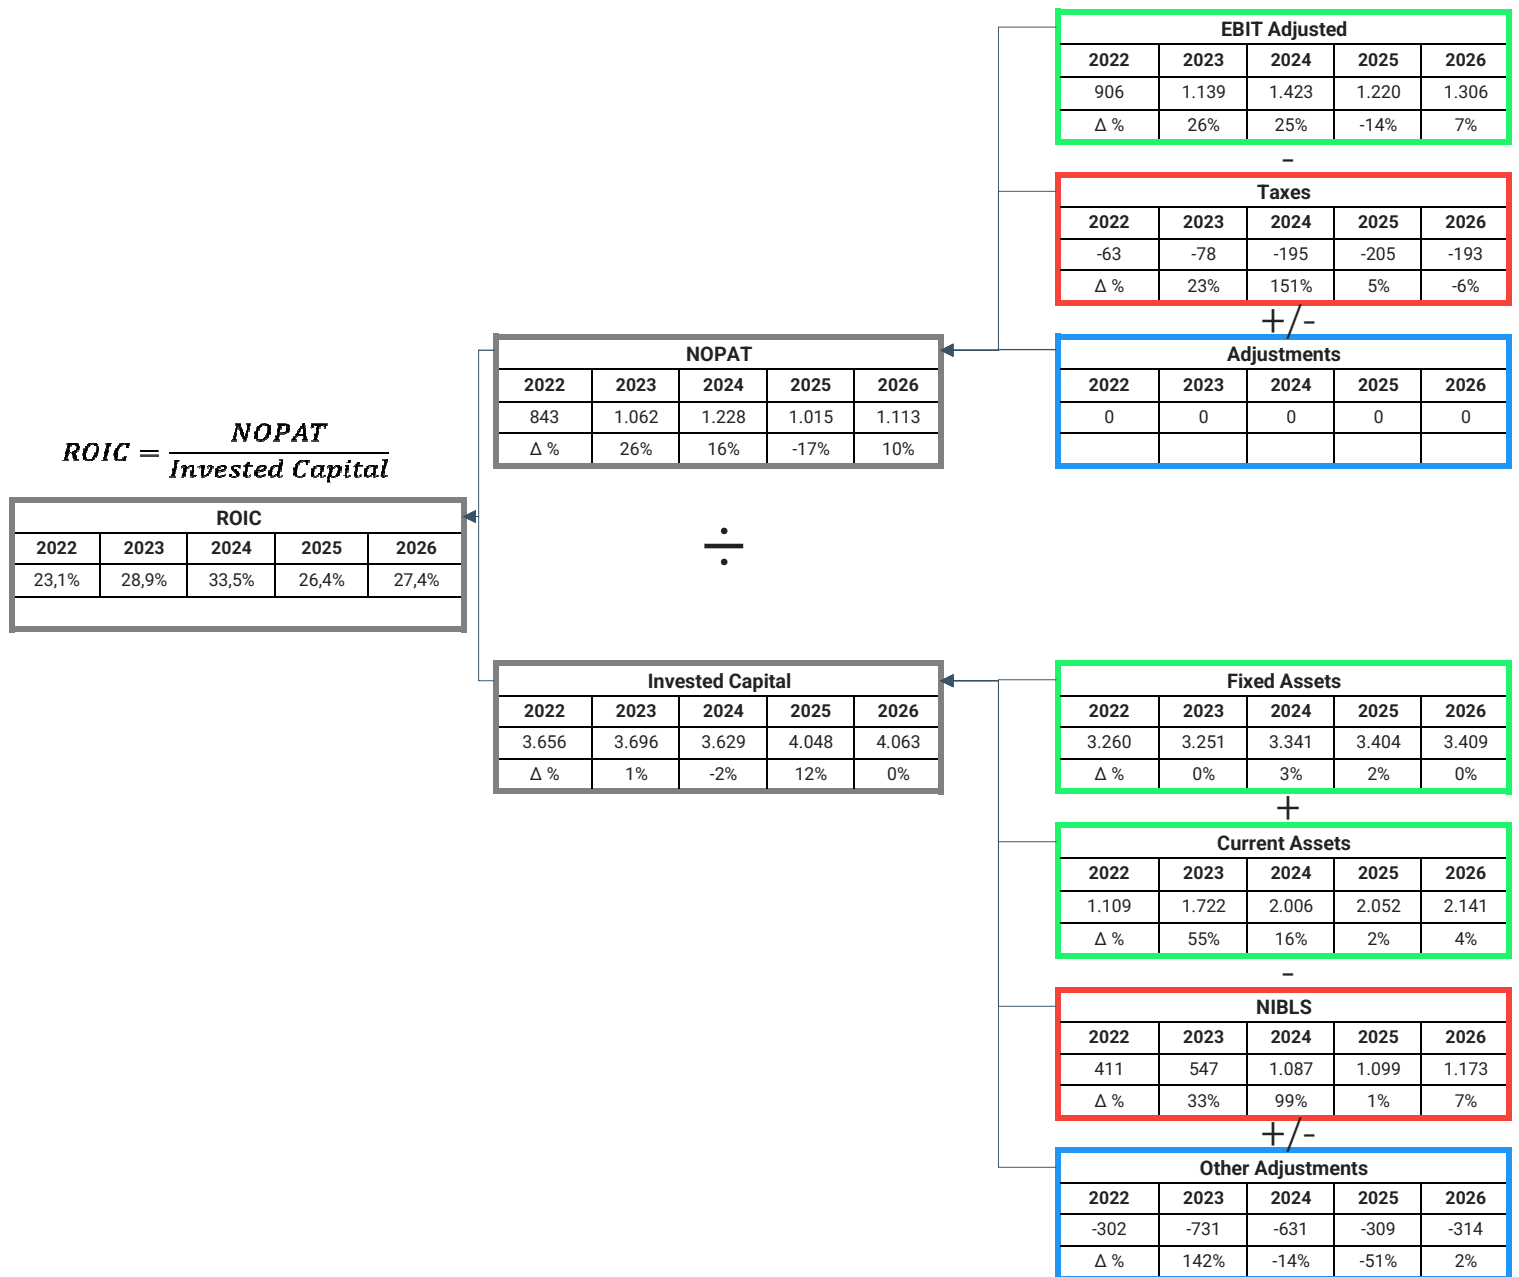 EBIT Adjusted
2022 2023 2024 2025 2026
906 1.139 1.423 1.220 1.306
Δ % 26% 25% -14% 7%
-
Taxes
2022 2023 2024 2025 2026
-63 -78 -195 -205 -193
Δ % 23% 151% 5% -6%
+/-
Adjustments
2022 2023 2024 2025 2026
0 0 0 0 0
NOPAT
2022 2023 2024 2025 2026
843 1.062 1.228 1.015 1.113
Δ % 26% 16% -17% 10%
ROIC = NOPAT
Invested Capital
ROIC
2022 2023 2024 2025 2026
23,1% 28,9% 33,5% 26,4% 27,4%
÷
Invested Capital
2022 2023 2024 2025 2026
3.656 3.696 3.629 4.048 4.063
Δ % 1% -2% 12% 0%
Fixed Assets
2022 2023 2024 2025 2026
3.260 3.251 3.341 3.404 3.409
Δ % 0% 3% 2% 0%
+
Current Assets
2022 2023 2024 2025 2026
1.109 1.722 2.006 2.052 2.141
Δ % 55% 16% 2% 4%
-
NIBLS
2022 2023 2024 2025 2026
411 547 1.087 1.099 1.173
Δ % 33% 99% 1% 7%
+/-
Other Adjustments
2022 2023 2024 2025 2026
-302 -731 -631 -309 -314
Δ % 142% -14% -51% 2%